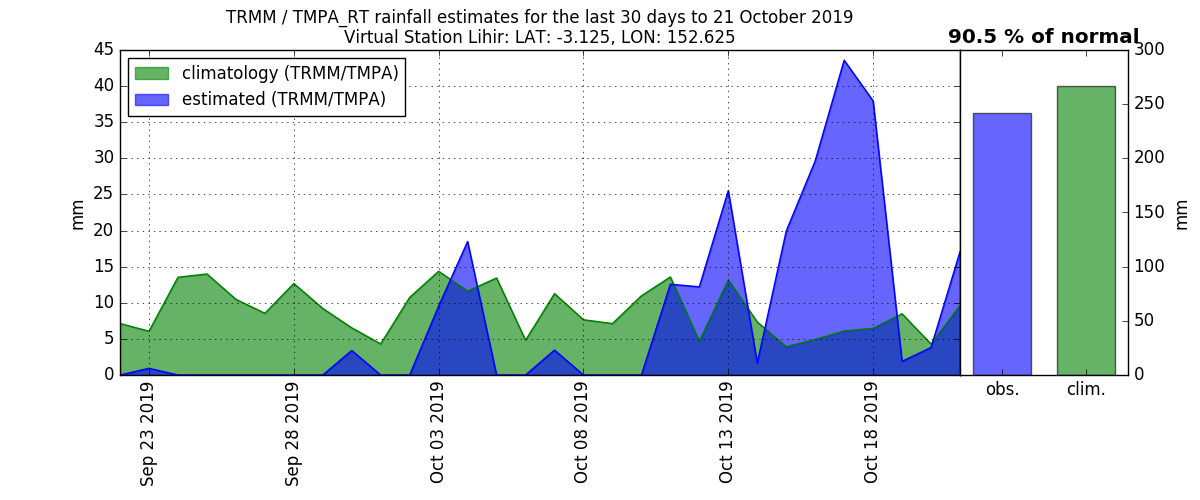 TRMM / TMPA_RT rainfall estimates for the last 30 days to 21 October 2019
Virtual Station Lihir: LAT: -3.125, LON: 152.625
90.5 % of normal
climatology (TRMM/TMPA)
estimated (TRMM/TMPA)
45
40
35
30
25
20
15
10
5
0
mm
Sep 23 2019
Sep 28 2019
Oct 03 2019
Oct 08 2019
Oct 13 2019
Oct 18 2019
obs.
clim.
300
250
200
150
100
50
0
mm